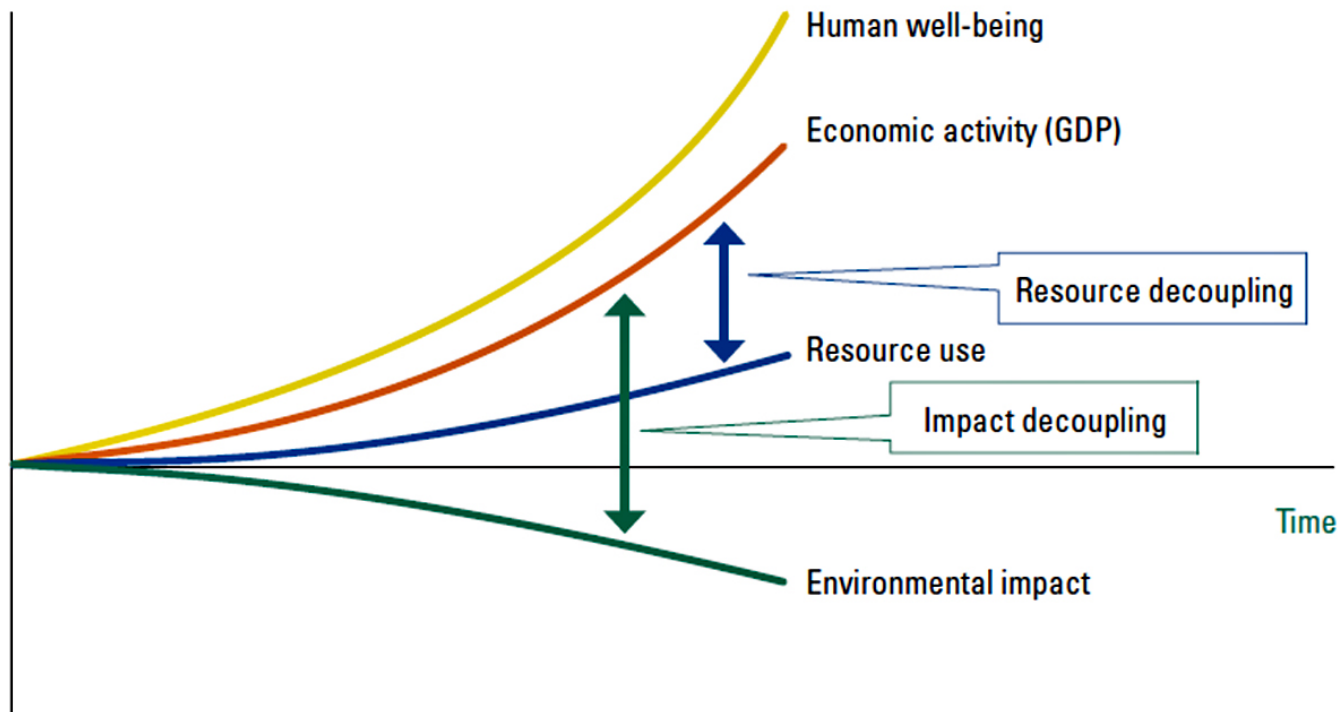 Human well-being
Economic activity (GDP)
Resource decoupling
Resource use
Impact decoupling
Time
Environmental impact